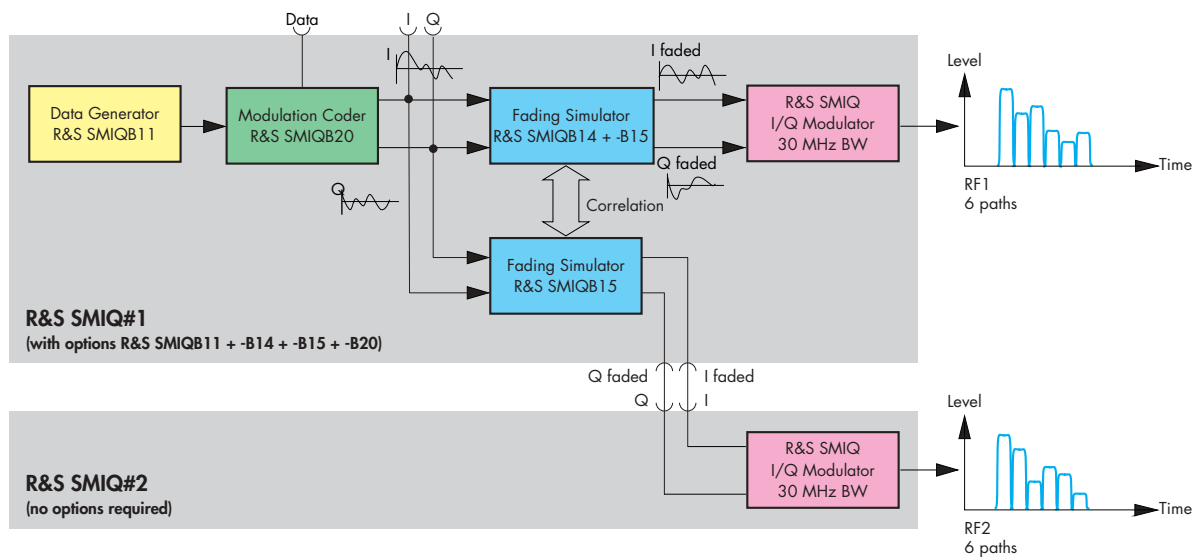 Data
I
Q
I
I faded
Data Generator
R&S SMIQB11
Modulation Coder
R&S SMIQB20
Fading Simulator
R&S SMIQB14 + -B15
R&S SMIQ
I/Q Modulator
30 MHz BW
Level
Time
RF1
6 paths
Q
Q faded
Correlation
Fading Simulator
R&S SMIQB15
R&S SMIQ#1
(with options R&S SMIQB11 + -B14 + -B15 + -B20)
Q faded
I faded
Q
I
R&S SMIQ#2
(no options required)
R&S SMIQ
I/Q Modulator
30 MHz BW
Level
Time
RF2
6 paths